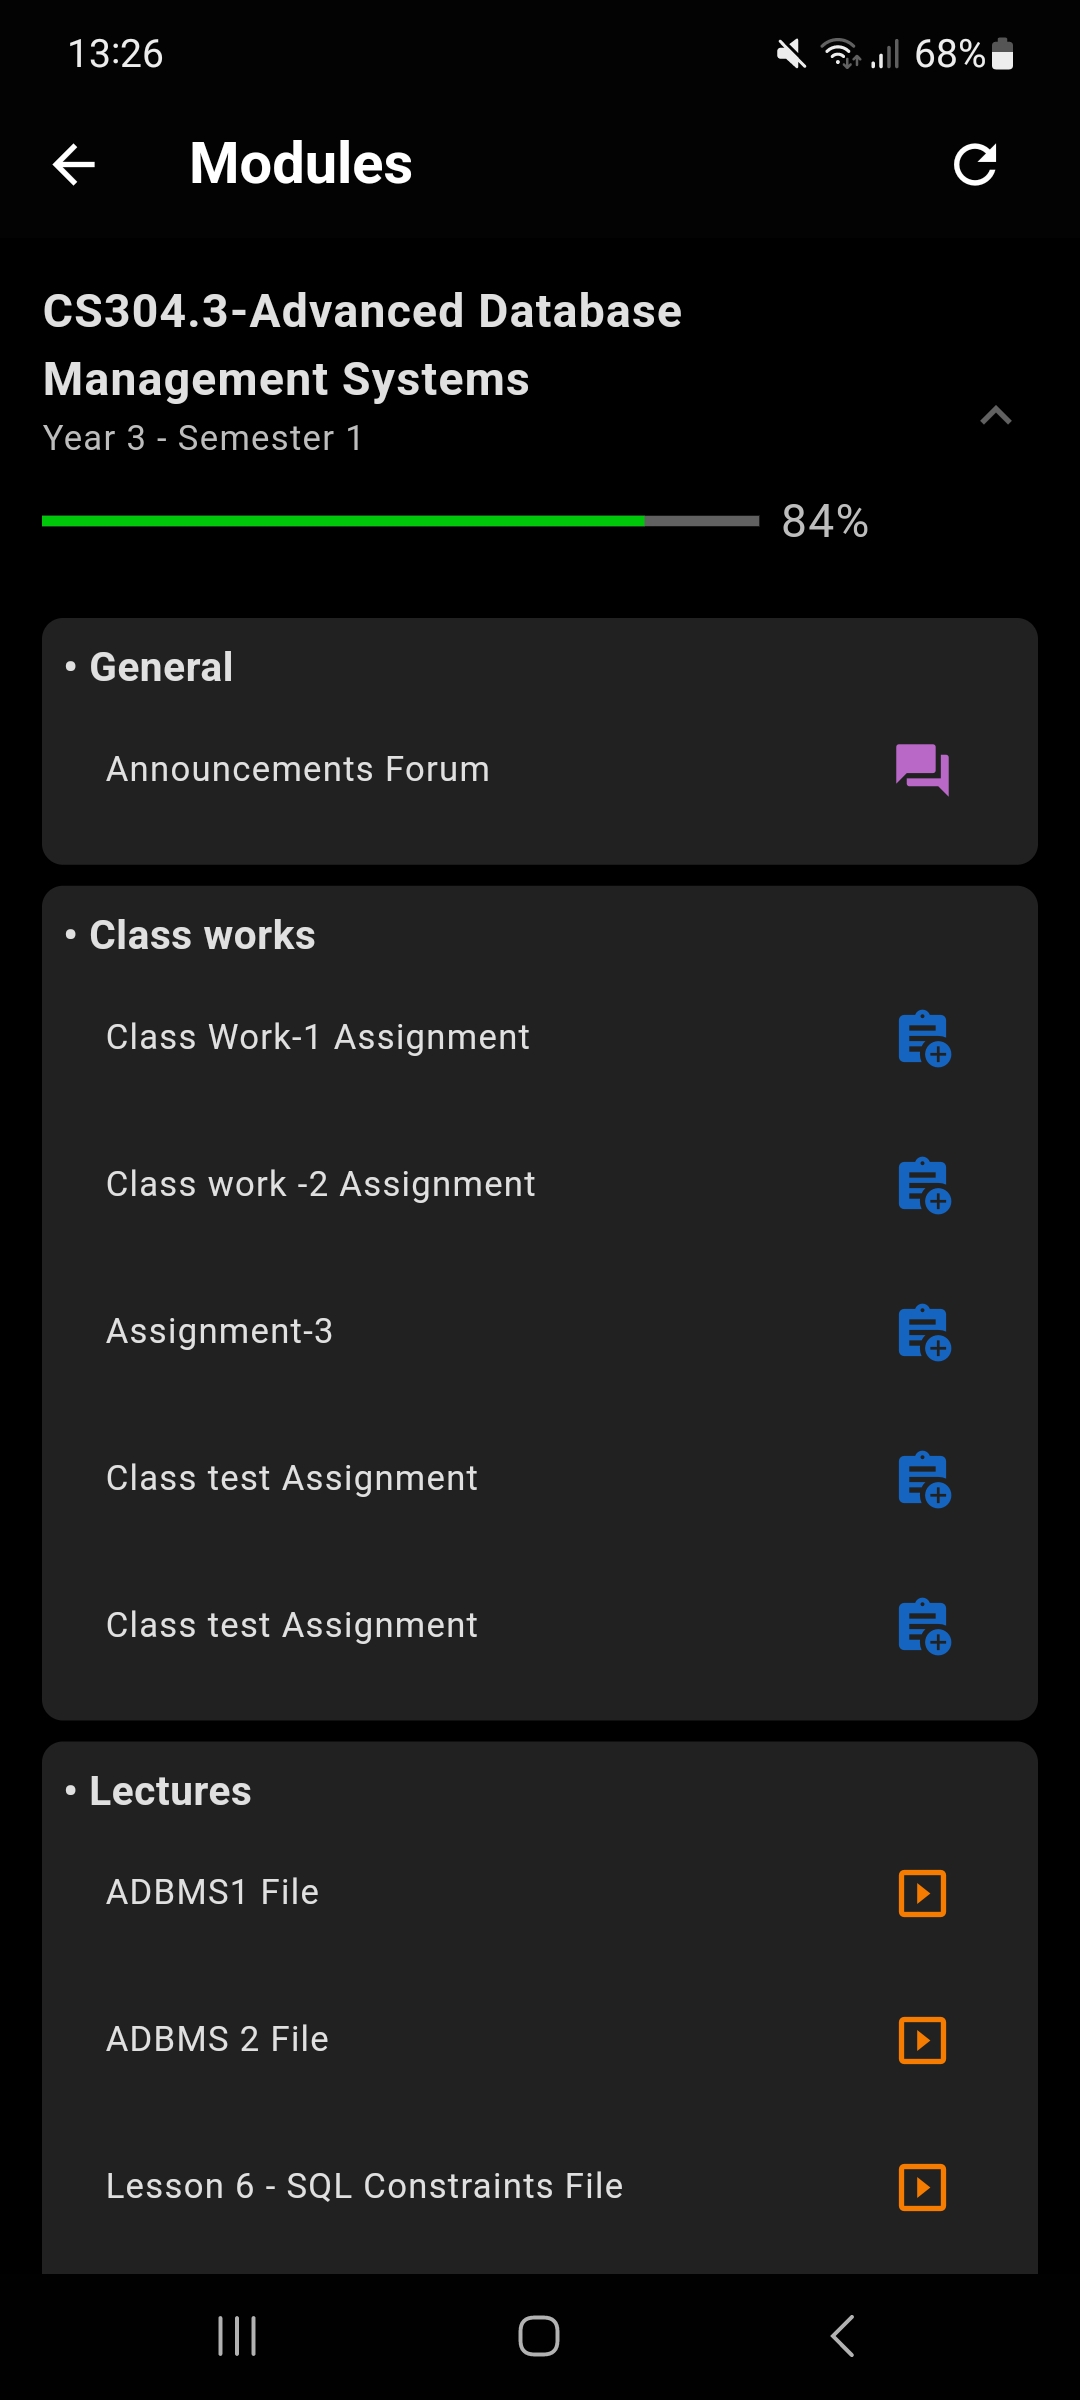 13:26
68%
Modules
CS304.3-Advanced Database
Management Systems
Year 3 - Semester 1
84%
• General
Announcements Forum
• Class works
Class Work-1 Assignment
Class work -2 Assignment
Assignment-3
Class test Assignment
Class test Assignment
• Lectures
ADBMS1 File
ADBMS 2 File
Lesson 6 - SQL Constraints File